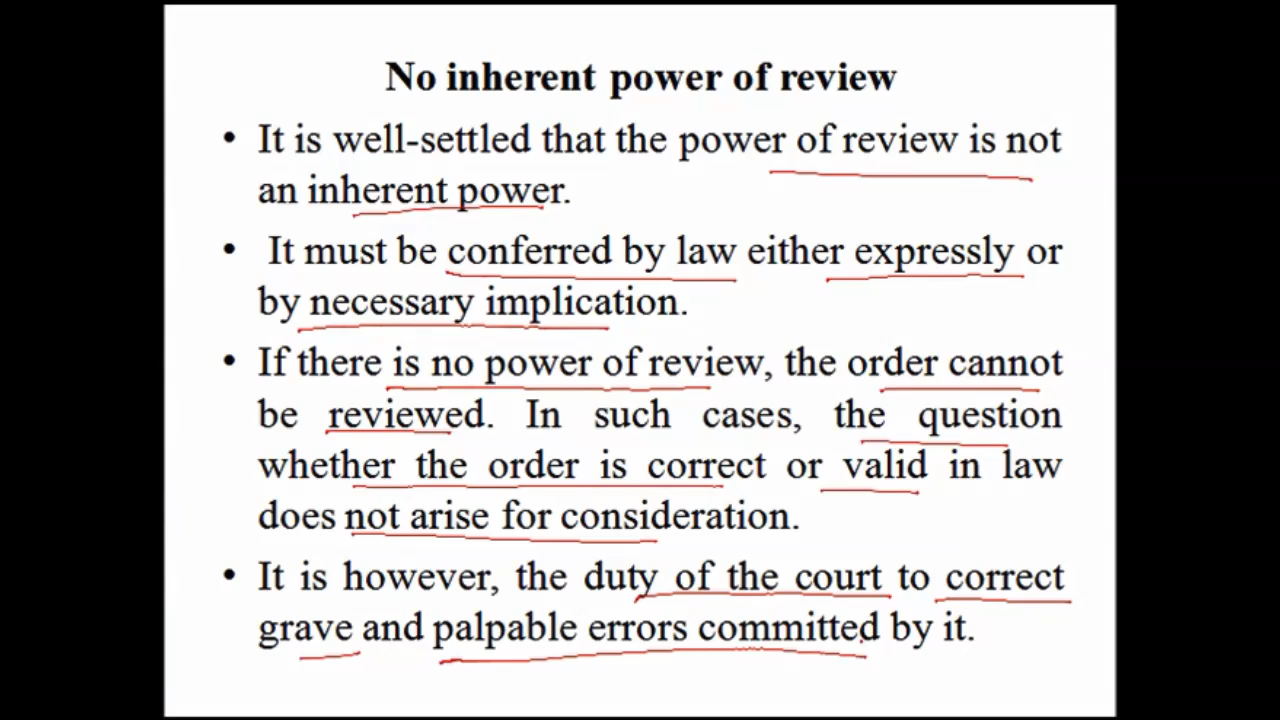 No inherent power of review
• It is well-settled that the power of review is not
an inherent power.
• It must be conferred by law either expressly or
by necessary implication.
• If there is no power of review, the order cannot
be reviewed. In such cases, the question
whether the order is correct or valid in law
does not arise for consideration.
• It is however, the duty of the court to correct
grave and palpable errors committed by it.